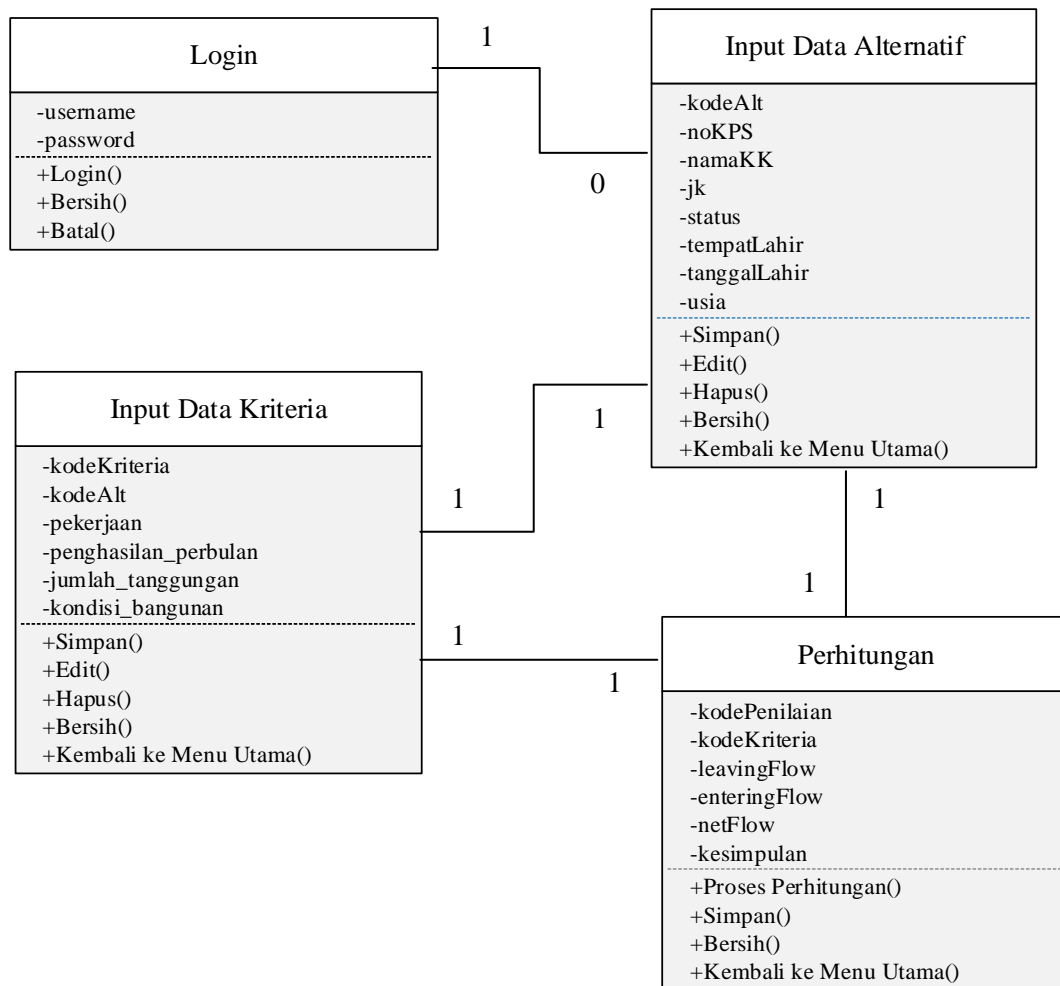 Login
-username
-password
+Login()
+Bersih()
+Batal()
1
0
Input Data Alternatif
-kodeAlt
-noKPS
-namaKK
-jk
-status
-tempatLahir
-tanggalLahir
-usia
+Simpan()
+Edit()
+Hapus()
+Bersih()
+Kembali ke Menu Utama()
Input Data Kriteria
-kodeKriteria
-kodeAlt
-pekerjaan
-penghasilan_perbulan
-jumlah_tanggungan
-kondisi_bangunan
+Simpan()
+Edit()
+Hapus()
+Bersih()
+Kembali ke Menu Utama()
1
1
1
1
1
1
Perhitungan
-kodePenilaian
-kodeKriteria
-leavingFlow
-enteringFlow
-netFlow
-kesimpulan
+Proses Perhitungan()
+Simpan()
+Bersih()
+Kembali ke Menu Utama()